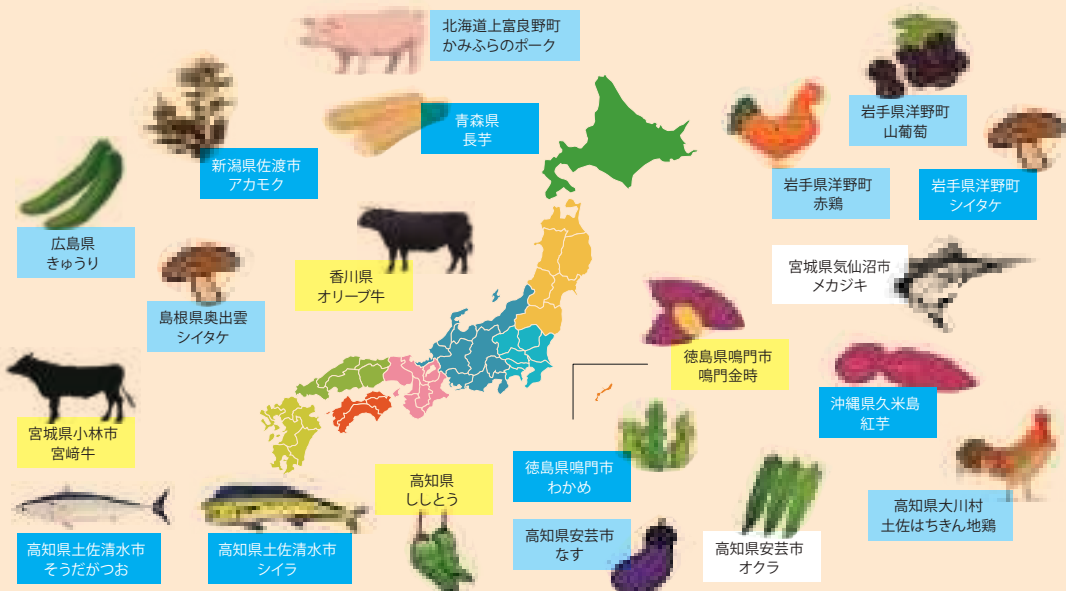 北海道上富良野町
かみふらのポーク
青森県
長芋
新潟県佐渡市
アカモク
岩手県洋野町
山葡萄
岩手県洋野町
赤鶏
岩手県洋野町
シイタケ
広島県
きゅうり
香川県
オリーブ牛
宮城県気仙沼市
メカジキ
島根県奥出雲
シイタケ
徳島県鳴門市
鳴門金時
沖縄県久米島
紅芋
宮城県小林市
宮﨑牛
高知県
ししとう
徳島県鳴門市
わかめ
高知県大川村
土佐はちきん地鶏
高知県土佐清水市
そうだがつお
高知県土佐清水市
シイラ
高知県安芸市
なす
高知県安芸市
オクラ